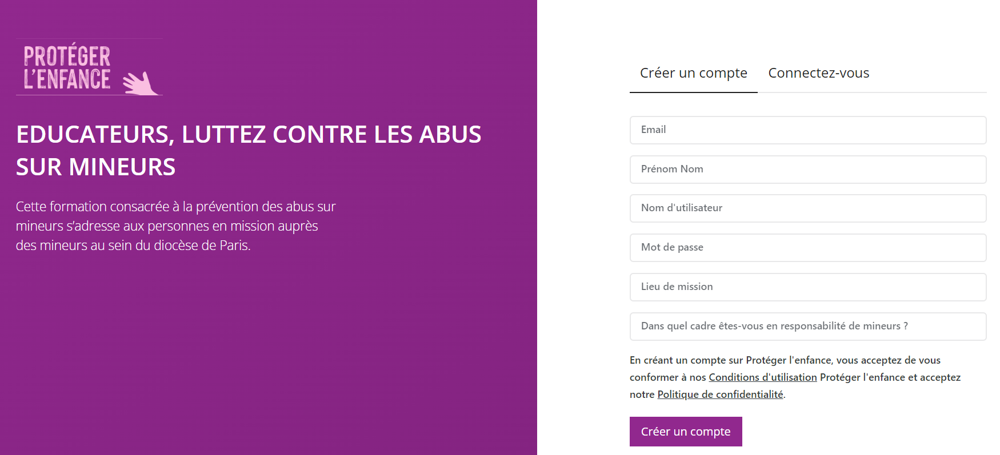 PROTÉGER
L'ENFANCE
EDUCATEURS, LUTTEZ CONTRE LES ABUS
SUR MINEURS
Cette formation consacrée à la prévention des abus sur
mineurs s’adresse aux personnes en mission auprès
des mineurs au sein du diocèse de Paris.
Créer un compte
Connectez-vous
Email
Prénom Nom
Nom d'utilisateur
Mot de passe
Lieu de mission
Dans quel cadre êtes-vous en responsabilité de mineurs ?
En créant un compte sur Protéger l'enfance, vous acceptez de vous
conformer à nos Conditions d'utilisation Protéger l'enfance et acceptez
notre Politique de confidentialité.
Créer un compte